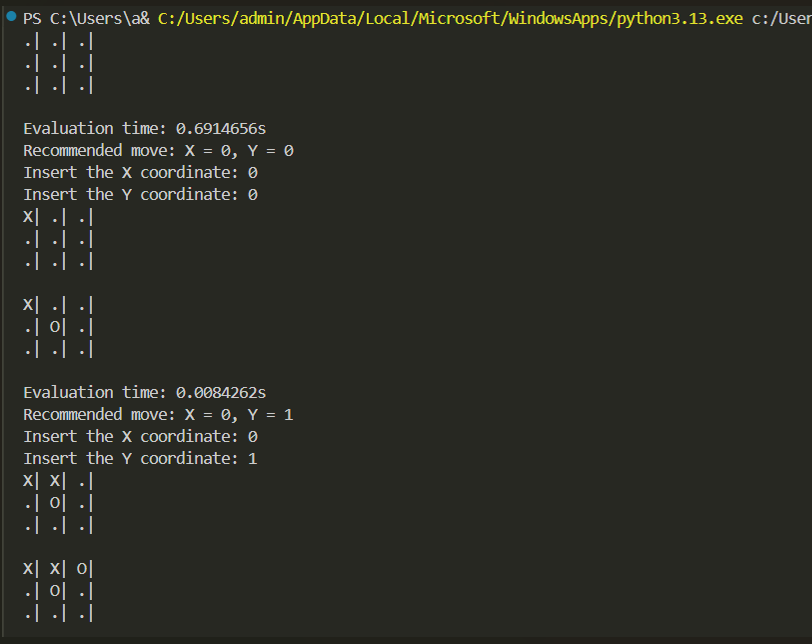 PS C:\Users\a& C:/Users/admin/AppData/Local/Microsoft/WindowsApps/python3.13.exe c:/User
.| .| .|
.| .| .|
.| .| .|
Evaluation time: 0.6914656s
Recommended move: X = 0, Y = 0
Insert the X coordinate: 0
Insert the Y coordinate: 0
X| .| .|
.| .| .|
.| .| .|
X| .| .|
.| O| .|
.| .| .|
Evaluation time: 0.0084262s
Recommended move: X = 0, Y = 1
Insert the X coordinate: 0
Insert the Y coordinate: 1
X| X| .|
.| O| .|
.| .| .|
X| X| O|
.| O| .|
.| .| .|